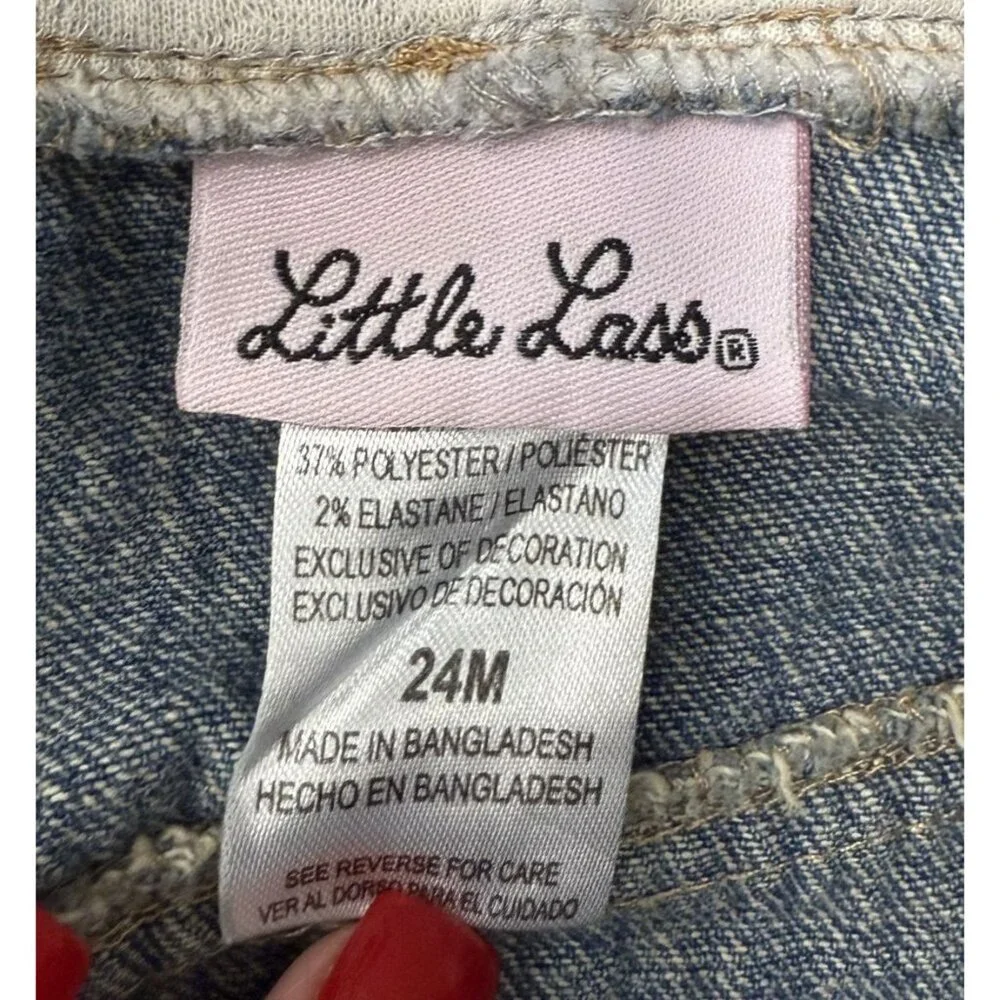 Little Lass®
37% POLYESTER / POLIÉSTER
2% ELASTANE / ELASTANO
EXCLUSIVE OF DECORATION
EXCLUSIVO DE DECORACIÓN
24M
MADE IN BANGLADESH
HECHO EN BANGLADESH
SEE REVERSE FOR CARE
VER AL DORSO PARA EL CUIDADO